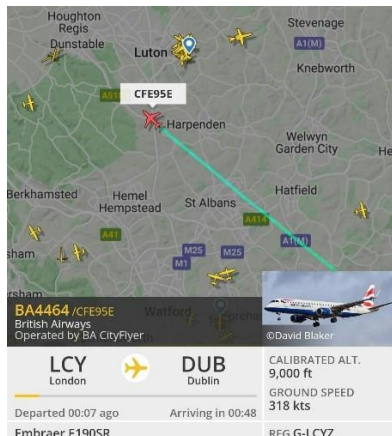 Houghton
Regis
Dunstable
Stevenage
Luton
A1(M)
Knebworth
CFE95E
Harpenden
Welwyn
Garden City
Berkhamsted
Hemel
Hempstead
St Albans
Hatfield
A414
A41
M25
A1(M)
M25
M1
BA4464 /CFE95E
British Airways
Operated by BA CityFlyer
©David Blaker
LCY
London
DUB
Dublin
CALIBRATED ALT.
9,000 ft
GROUND SPEED
318 kts
Departed 00:07 ago
Arriving in 00:48
Embraer E190SR
REG G-LCYZ